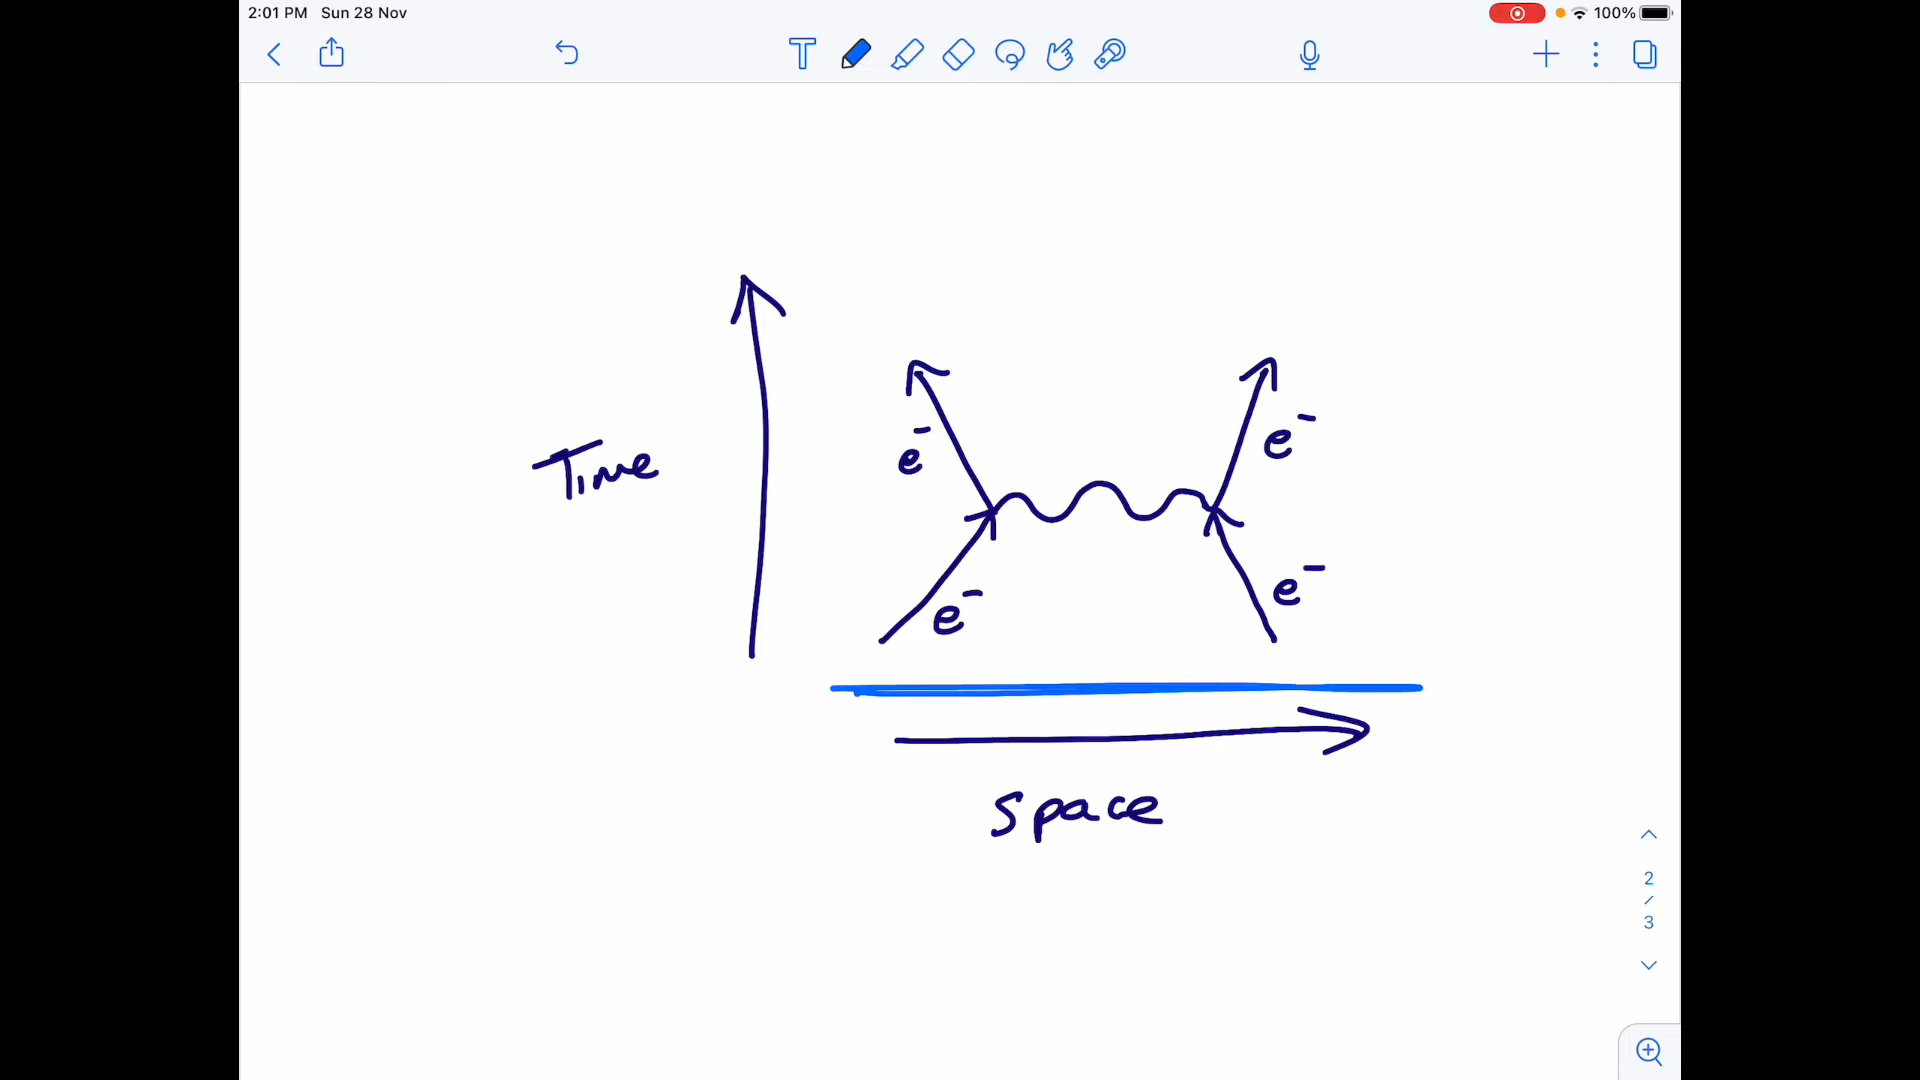 2:01 PM Sun 28 Nov
100%
T
Time
e⁻
e⁻
e⁻
e⁻
space
2
/
3